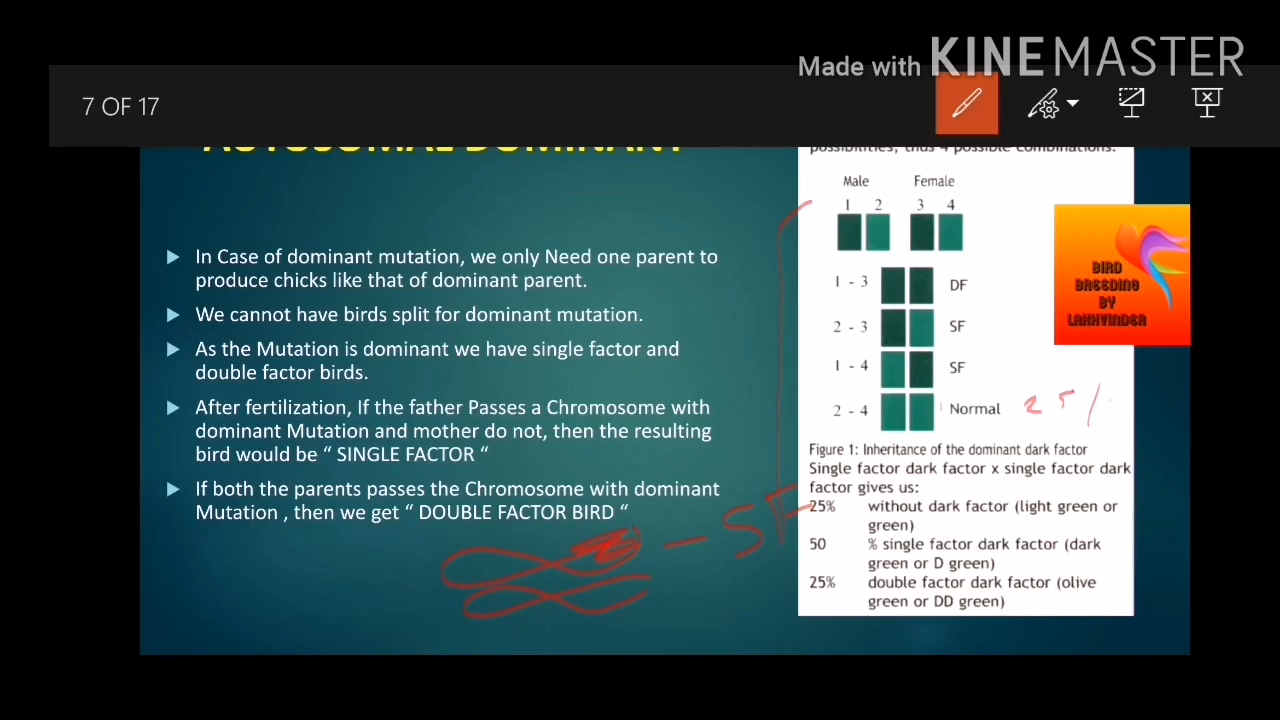 Made with KINEMASTER
7 OF 17
AUTOSOMAL DOMINANT
In Case of dominant mutation, we only Need one parent to
produce chicks like that of dominant parent.
We cannot have birds split for dominant mutation.
As the Mutation is dominant we have single factor and
double factor birds.
After fertilization, If the father Passes a Chromosome with
dominant Mutation and mother do not, then the resulting
bird would be “ SINGLE FACTOR “
If both the parents passes the Chromosome with dominant
Mutation , then we get “ DOUBLE FACTOR BIRD “
- SF
possibilities, thus 4 possible combinations.
Male Female
1 2 3 4
1 - 3 DF
2 - 3 SF
1 - 4 SF
2 - 4 Normal 25%
Figure 1: Inheritance of the dominant dark factor
Single factor dark factor x single factor dark
factor gives us:
25% without dark factor (light green or
green)
50 % single factor dark factor (dark
green or D green)
25% double factor dark factor (olive
green or DD green)
BIRD
BREEDING
BY
LAKHVINDER